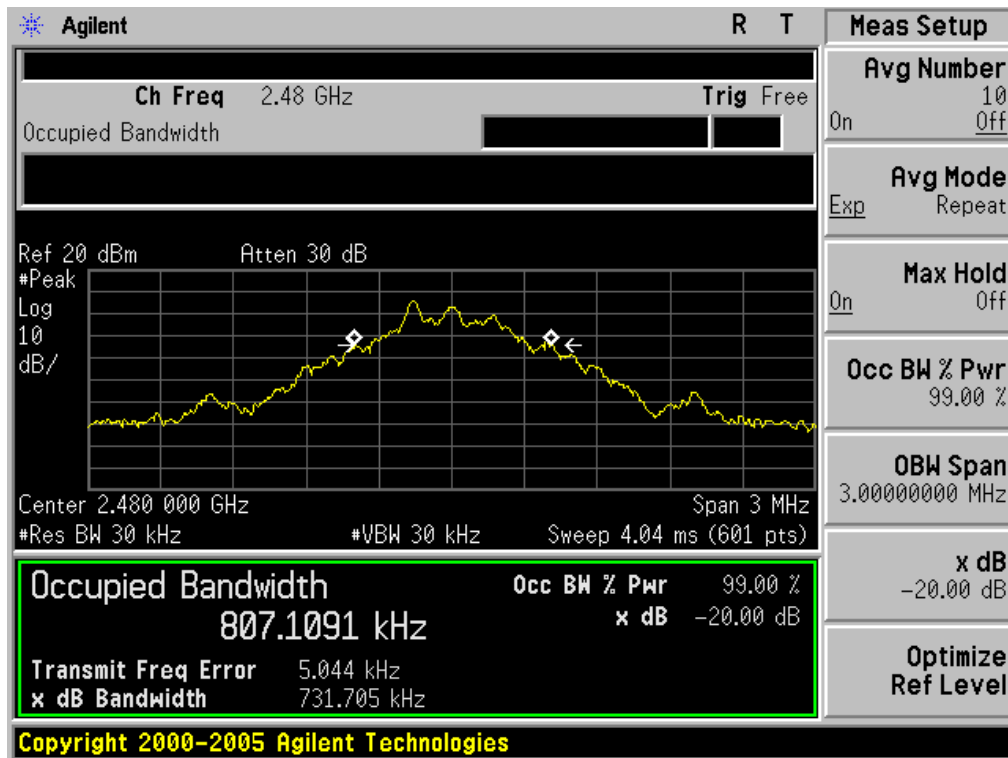 Agilent R T
Ch Freq 2.48 GHz Trig Free
Occupied Bandwidth
Ref 20 dBm Atten 30 dB
#Peak
Log
10
dB/
Center 2.480 000 GHz Span 3 MHz
#Res BW 30 kHz #VBW 30 kHz Sweep 4.04 ms (601 pts)
Occupied Bandwidth Occ BW % Pwr 99.00 %
807.1091 kHz x dB -20.00 dB
Transmit Freq Error 5.044 kHz
x dB Bandwidth 731.705 kHz
Copyright 2000-2005 Agilent Technologies
Meas Setup
Avg Number
10
On Off
Avg Mode
Exp Repeat
Max Hold
On Off
Occ BW % Pwr
99.00 %
OBW Span
3.00000000 MHz
x dB
-20.00 dB
Optimize
Ref Level